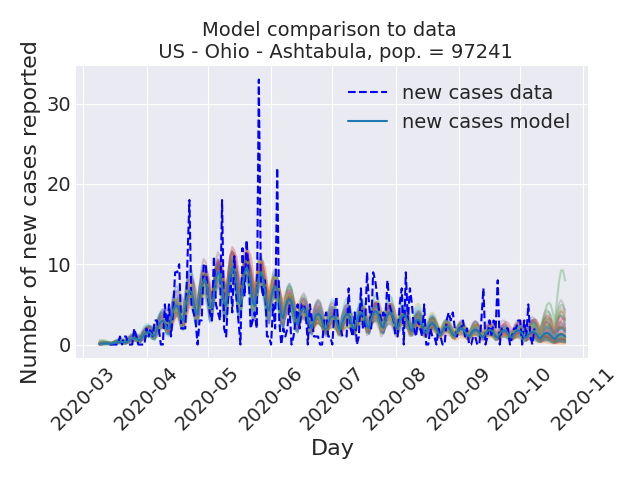 Model comparison to data
US - Ohio - Ashtabula, pop. = 97241
Number of new cases reported
30
20
10
0
new cases data
new cases model
2020-03
2020-04
2020-05
2020-06
2020-07
2020-08
2020-09
2020-10
2020-11
Day